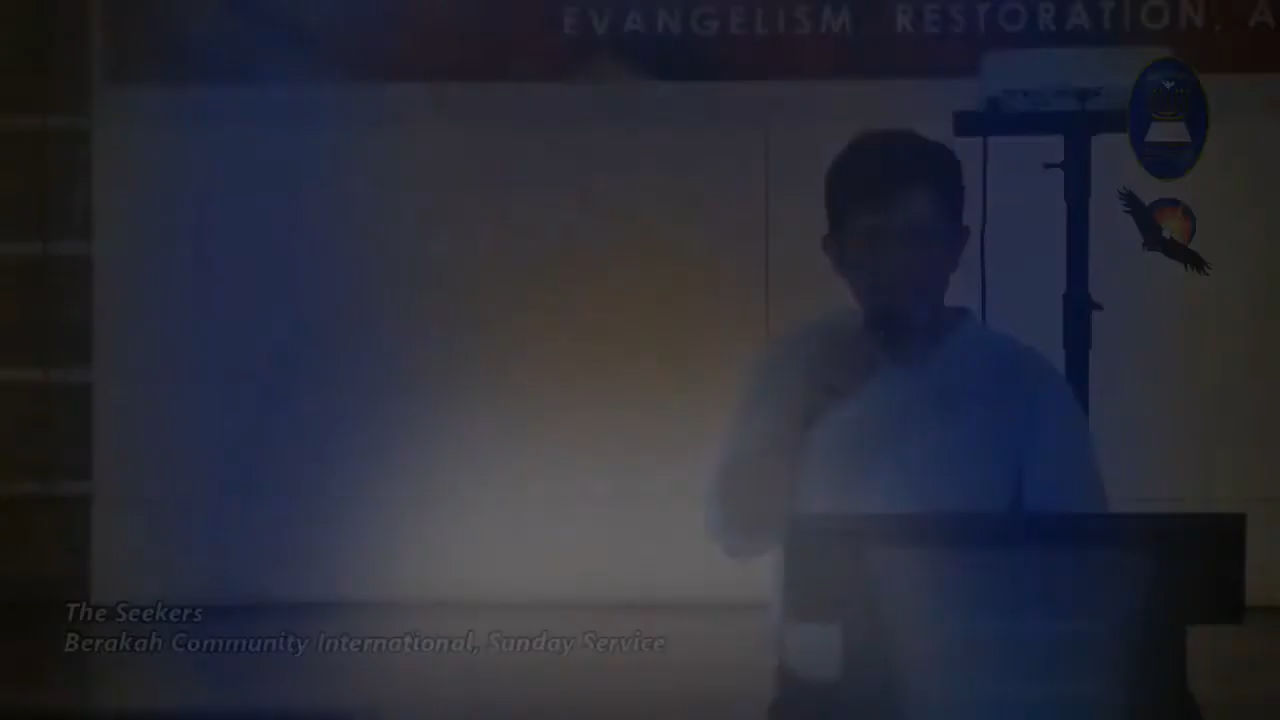 EVANGELISM RESTORATION, A
The Seekers
Berakah Community International, Sunday Service